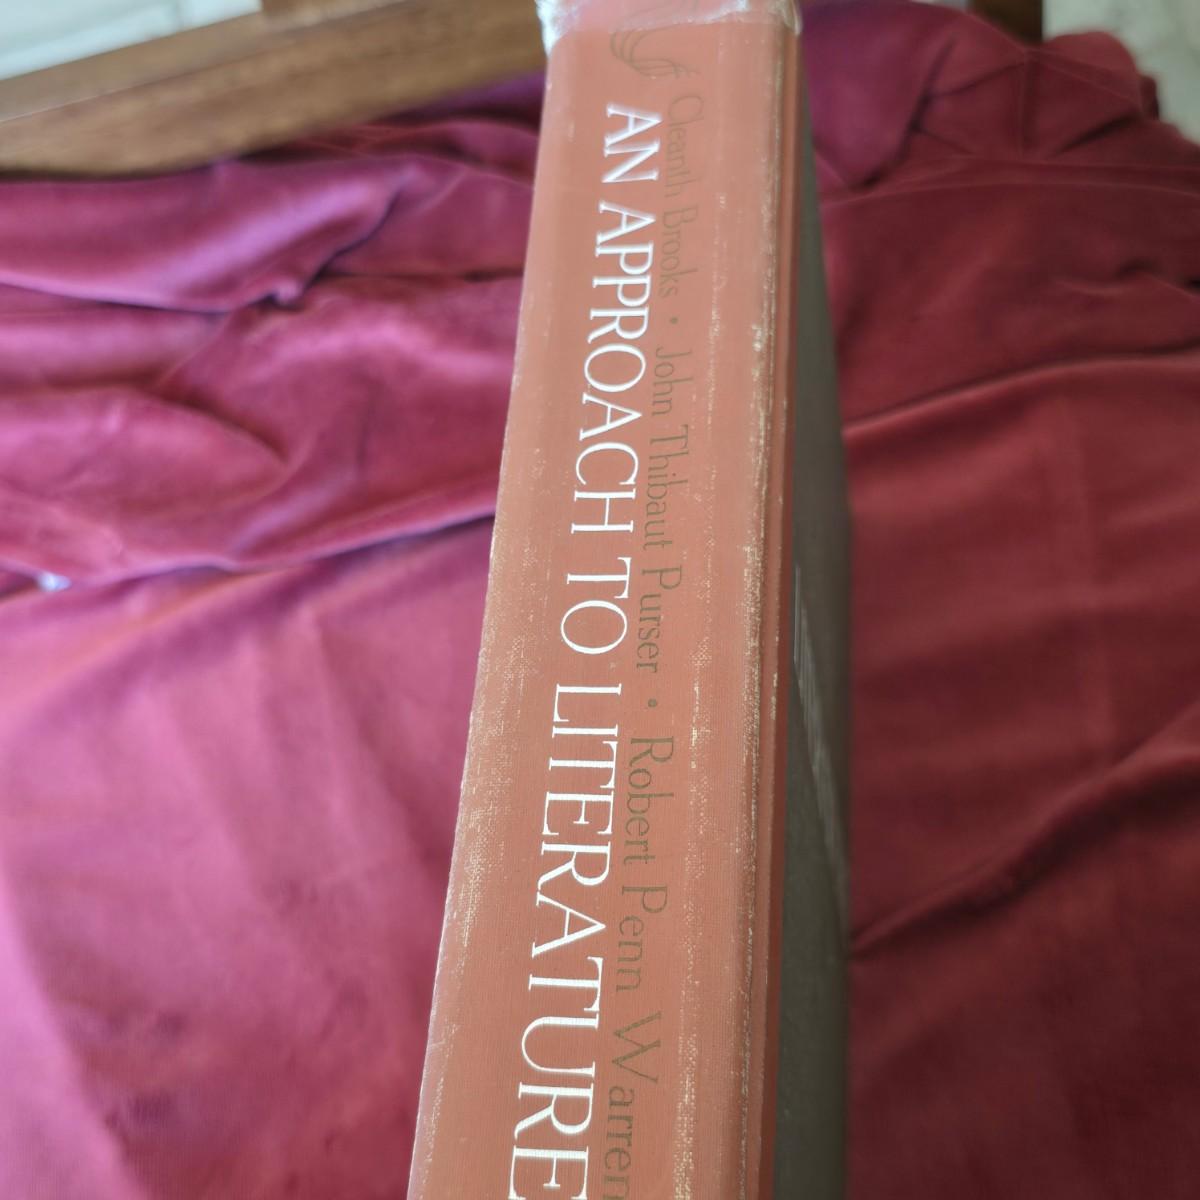 Cleanth Brooks • John Thibaut Purser • Robert Penn Warren
AN APPROACH TO LITERATURE